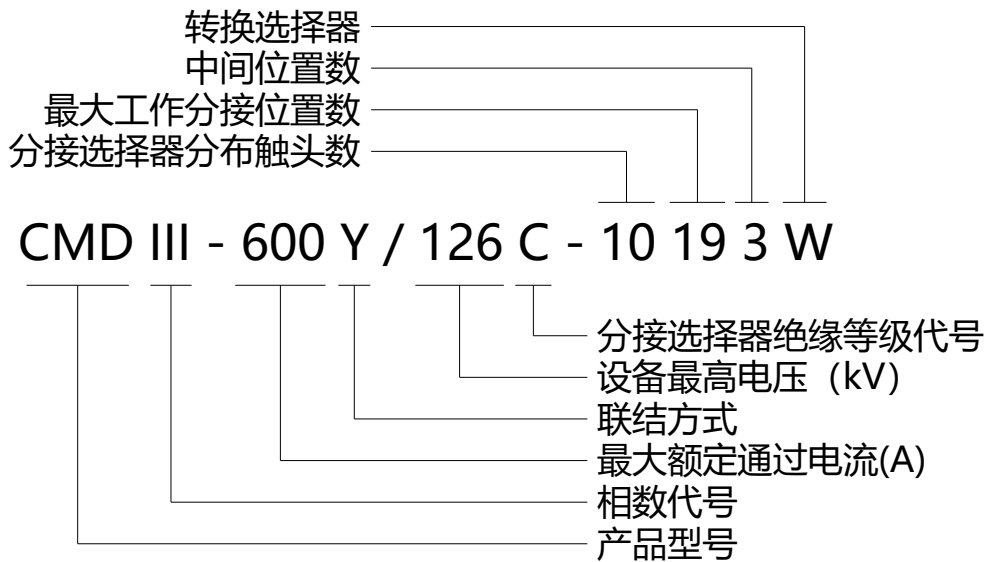 转换选择器
中间位置数
最大工作分接位置数
分接选择器分布触头数
CMD III - 600 Y / 126 C - 10 19 3 W
分接选择器绝缘等级代号
设备最高电压（kV）
联结方式
最大额定通过电流(A)
相数代号
产品型号